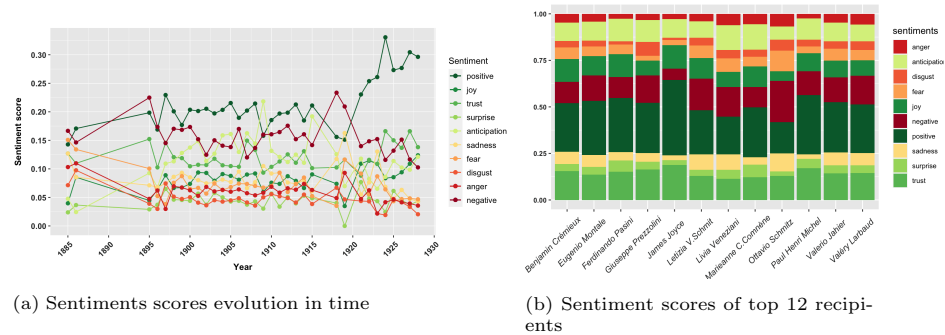 Sentiment score
0.30
0.25
0.20
0.15
0.10
0.05
0.00
1885
1890
1895
1900
1905
1910
1915
1920
1925
1930
Year
Sentiment
positive
joy
trust
surprise
anticipation
sadness
fear
disgust
anger
negative
(a) Sentiments scores evolution in time
1.00
0.75
0.50
0.25
0.00
Benjamin Crémieux
Eugenio Montale
Ferdinando Pasini
Giuseppe Prezzolini
James Joyce
Letizia V.Schmit
Livia Veneziani
Marieanne C.Comnène
Ottavio Schmitz
Paul Henri Michel
Valerio Jahier
Valéry Larbaud
sentiments
anger
anticipatio
disgust
fear
joy
negative
positive
sadness
surprise
trust
(b) Sentiment scores of top 12 recipi-
ents